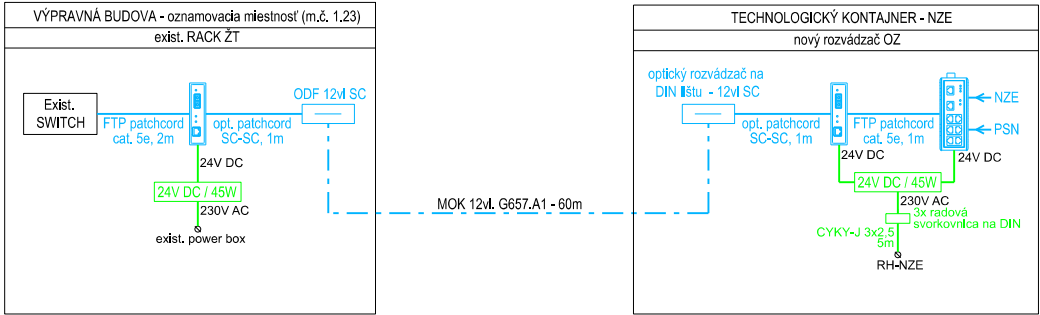 VÝPRAVNÁ BUDOVA - oznamovacia miestnosť (m.č. 1.23)
exist. RACK ŽT
Exist.
SWITCH
FTP patchcord
cat. 5e, 2m
opt. patchcord
SC-SC, 1m
ODF 12vl SC
24V DC
24V DC / 45W
230V AC
exist. power box
MOK 12vl. G657.A1 - 60m
TECHNOLOGICKÝ KONTAJNER - NZE
nový rozvádzač OZ
optický rozvádzač na
DIN lištu - 12vl SC
opt. patchcord
SC-SC, 1m
FTP patchcord
cat. 5e, 1m
NZE
PSN
24V DC
24V DC
24V DC / 45W
230V AC
3x radová
svorkovnica na DIN
CYKY-J 3x2,5
5m
RH-NZE